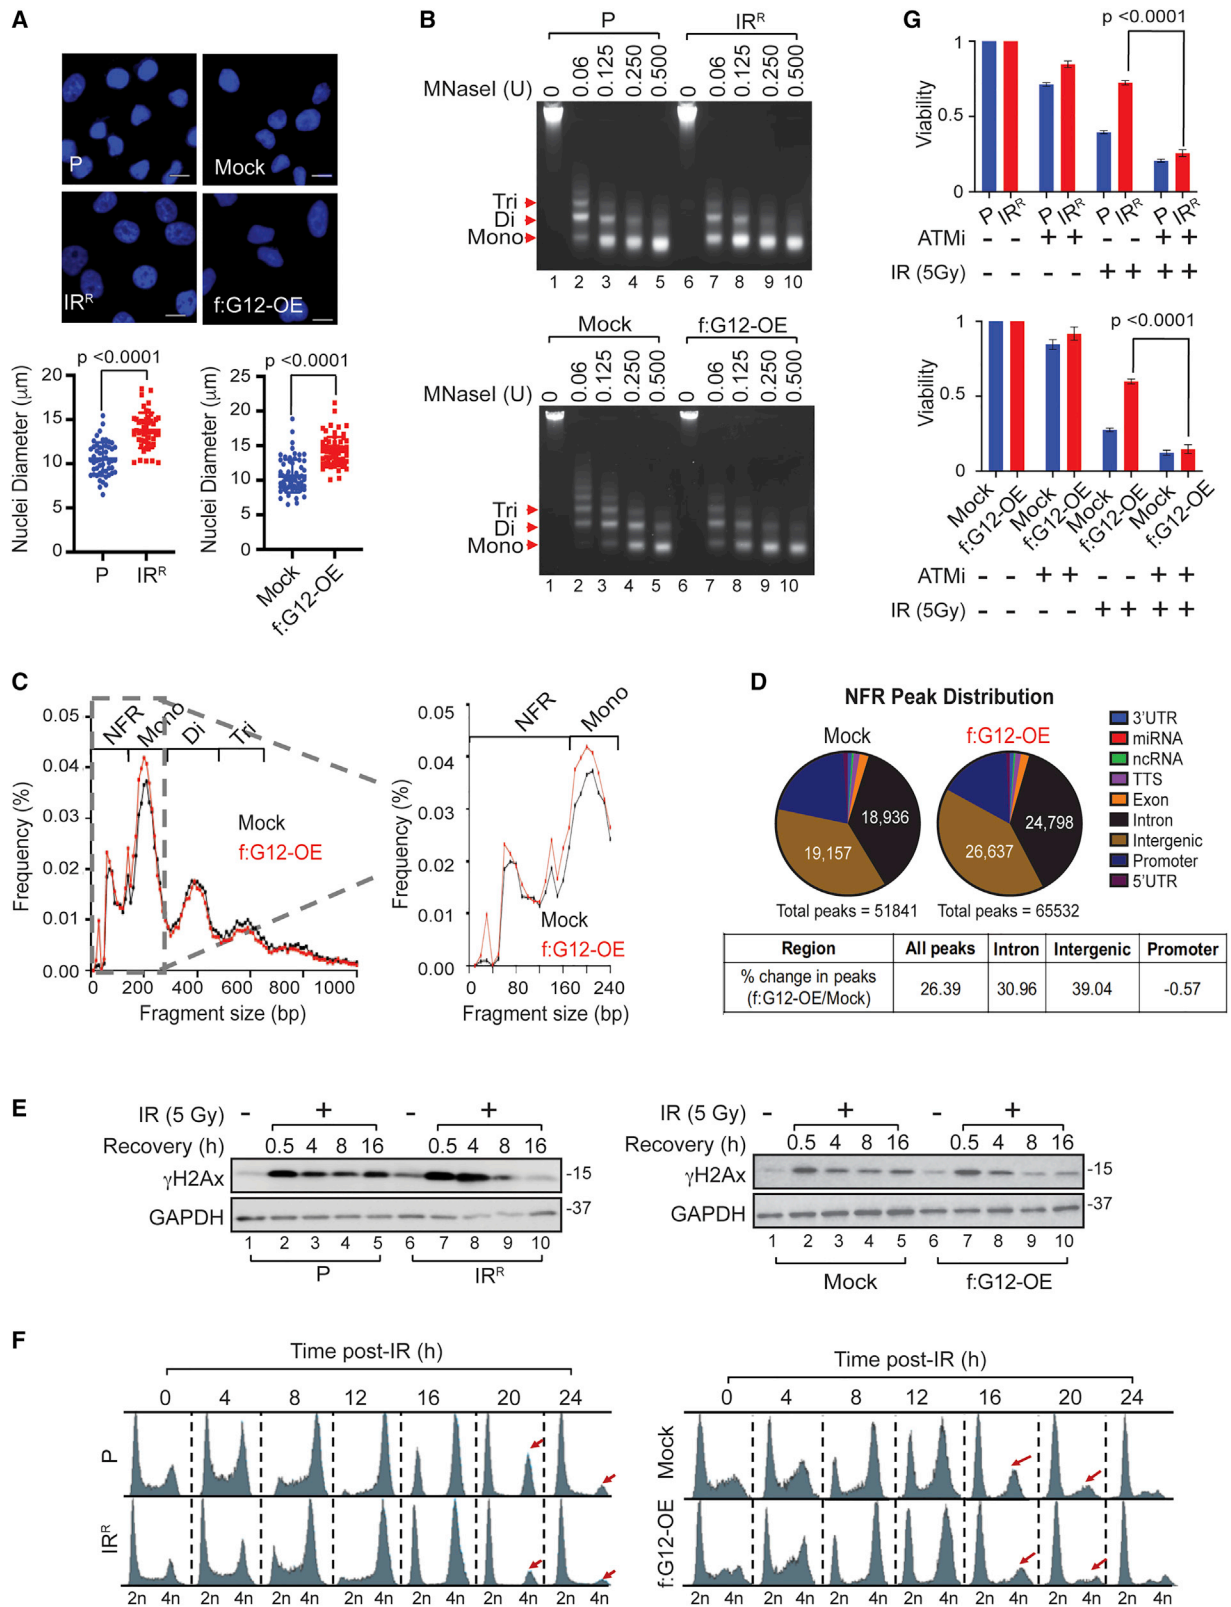 A
P
Mock
IRᴿ
f:G12-OE
p <0.0001
Nuclei Diameter (µm)
20
15
10
5
0
P
IRᴿ
p <0.0001
Nuclei Diameter (µm)
25
20
15
10
5
0
Mock
f:G12-OE
B
P
IRᴿ
MNaseI (U)
0 0.06 0.125 0.250 0.500 0 0.06 0.125 0.250 0.500
Tri
Di
Mono
1 2 3 4 5 6 7 8 9 10
Mock
f:G12-OE
MNaseI (U)
0 0.06 0.125 0.250 0.500 0 0.06 0.125 0.250 0.500
Tri
Di
Mono
1 2 3 4 5 6 7 8 9 10
G
p <0.0001
Viability
1
0.5
0
P IRᴿ P IRᴿ P IRᴿ P IRᴿ
ATMi - - + + - - + +
IR (5Gy) - - - - + + + +
p <0.0001
Viability
1
0.5
0
Mock f:G12-OE Mock f:G12-OE Mock f:G12-OE Mock f:G12-OE
ATMi - - + + - - + +
IR (5Gy) - - - - + + + +
C
NFR Mono Di Tri
Frequency (%)
0.05
0.04
0.03
0.02
0.01
0.00
Mock
f:G12-OE
0 200 400 600 800 1000
Fragment size (bp)
NFR Mono
Frequency (%)
0.05
0.04
0.03
0.02
0.01
0.00
Mock
f:G12-OE
0 80 160 240
Fragment size (bp)
D
NFR Peak Distribution
Mock
f:G12-OE
18,936
19,157
24,798
26,637
Total peaks = 51841
Total peaks = 65532
3'UTR
miRNA
ncRNA
TTS
Exon
Intron
Intergenic
Promoter
5'UTR
Region All peaks Intron Intergenic Promoter
% change in peaks (f:G12-OE/Mock) 26.39 30.96 39.04 -0.57
E
IR (5 Gy) - + - +
Recovery (h) 0.5 4 8 16 0.5 4 8 16
γH2Ax -15
GAPDH -37
1 2 3 4 5 6 7 8 9 10
P IRᴿ
IR (5 Gy) - + - +
Recovery (h) 0.5 4 8 16 0.5 4 8 16
γH2Ax -15
GAPDH -37
1 2 3 4 5 6 7 8 9 10
Mock f:G12-OE
F
Time post-IR (h)
0 4 8 12 16 20 24
P
IRᴿ
2n 4n 2n 4n 2n 4n 2n 4n 2n 4n 2n 4n 2n 4n
Time post-IR (h)
0 4 8 12 16 20 24
Mock
f:G12-OE
2n 4n 2n 4n 2n 4n 2n 4n 2n 4n 2n 4n 2n 4n